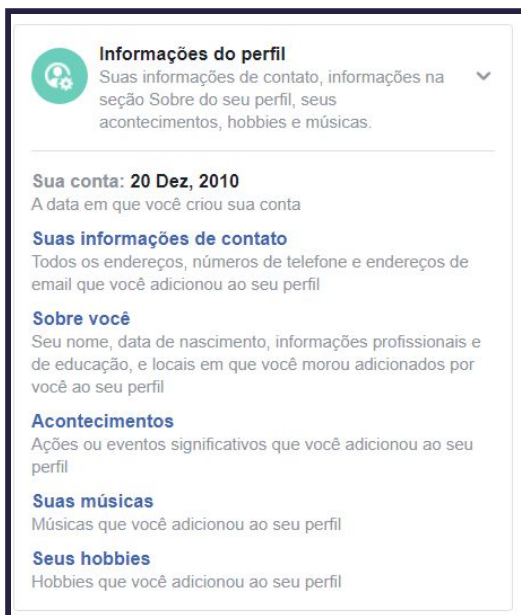 Informações do perfil
Suas informações de contato, informações na
seção Sobre do seu perfil, seus
acontecimentos, hobbies e músicas.
Sua conta: 20 Dez, 2010
A data em que você criou sua conta
Suas informações de contato
Todos os endereços, números de telefone e endereços de
email que você adicionou ao seu perfil
Sobre você
Seu nome, data de nascimento, informações profissionais e
de educação, e locais em que você morou adicionados por
você ao seu perfil
Acontecimentos
Ações ou eventos significativos que você adicionou ao seu
perfil
Suas músicas
Músicas que você adicionou ao seu perfil
Seus hobbies
Hobbies que você adicionou ao seu perfil